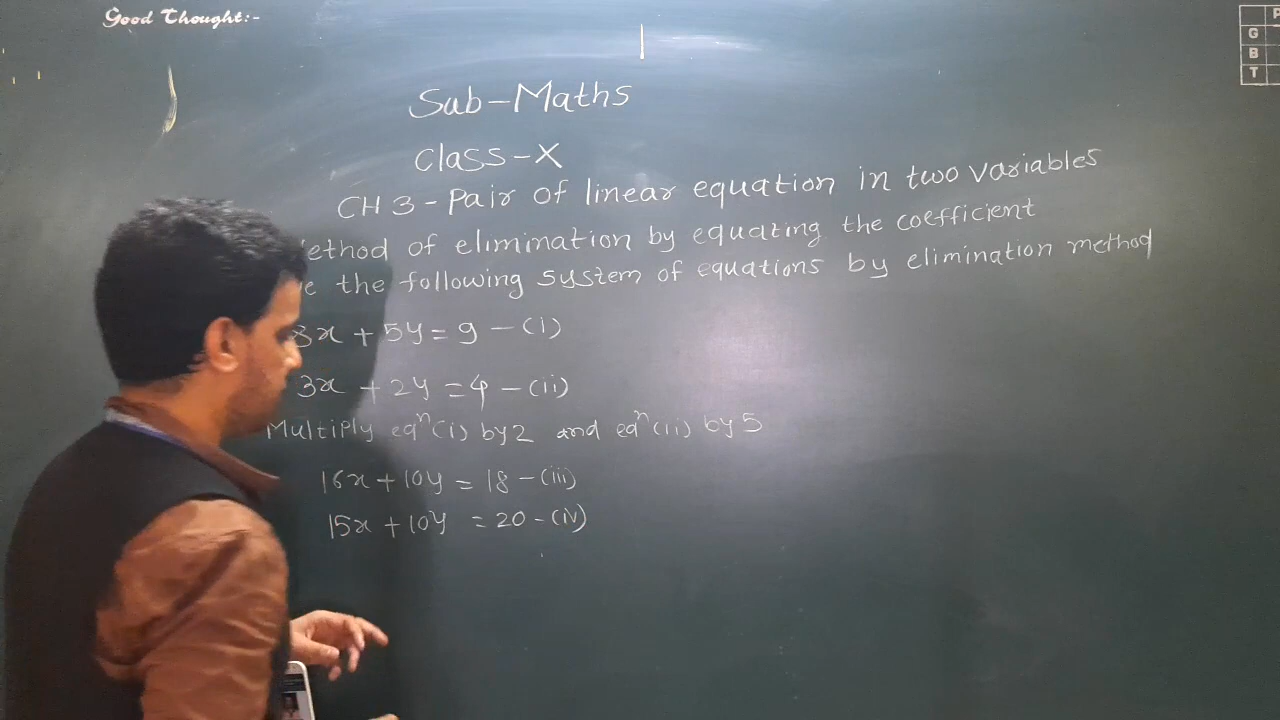 Good Thought:-
P
G
B
T
Sub-Maths
Class-X
CH 3-Pair of linear equation in two variables
ethod of elimination by equating the coefficient
e the following system of equations by elimination method
8x + 5y = 9 - (i)
3x + 2y = 4 - (ii)
Multiply eqⁿ(i) by 2 and eqⁿ(ii) by 5
16x + 10y = 18 - (iii)
15x + 10y = 20 - (iv)